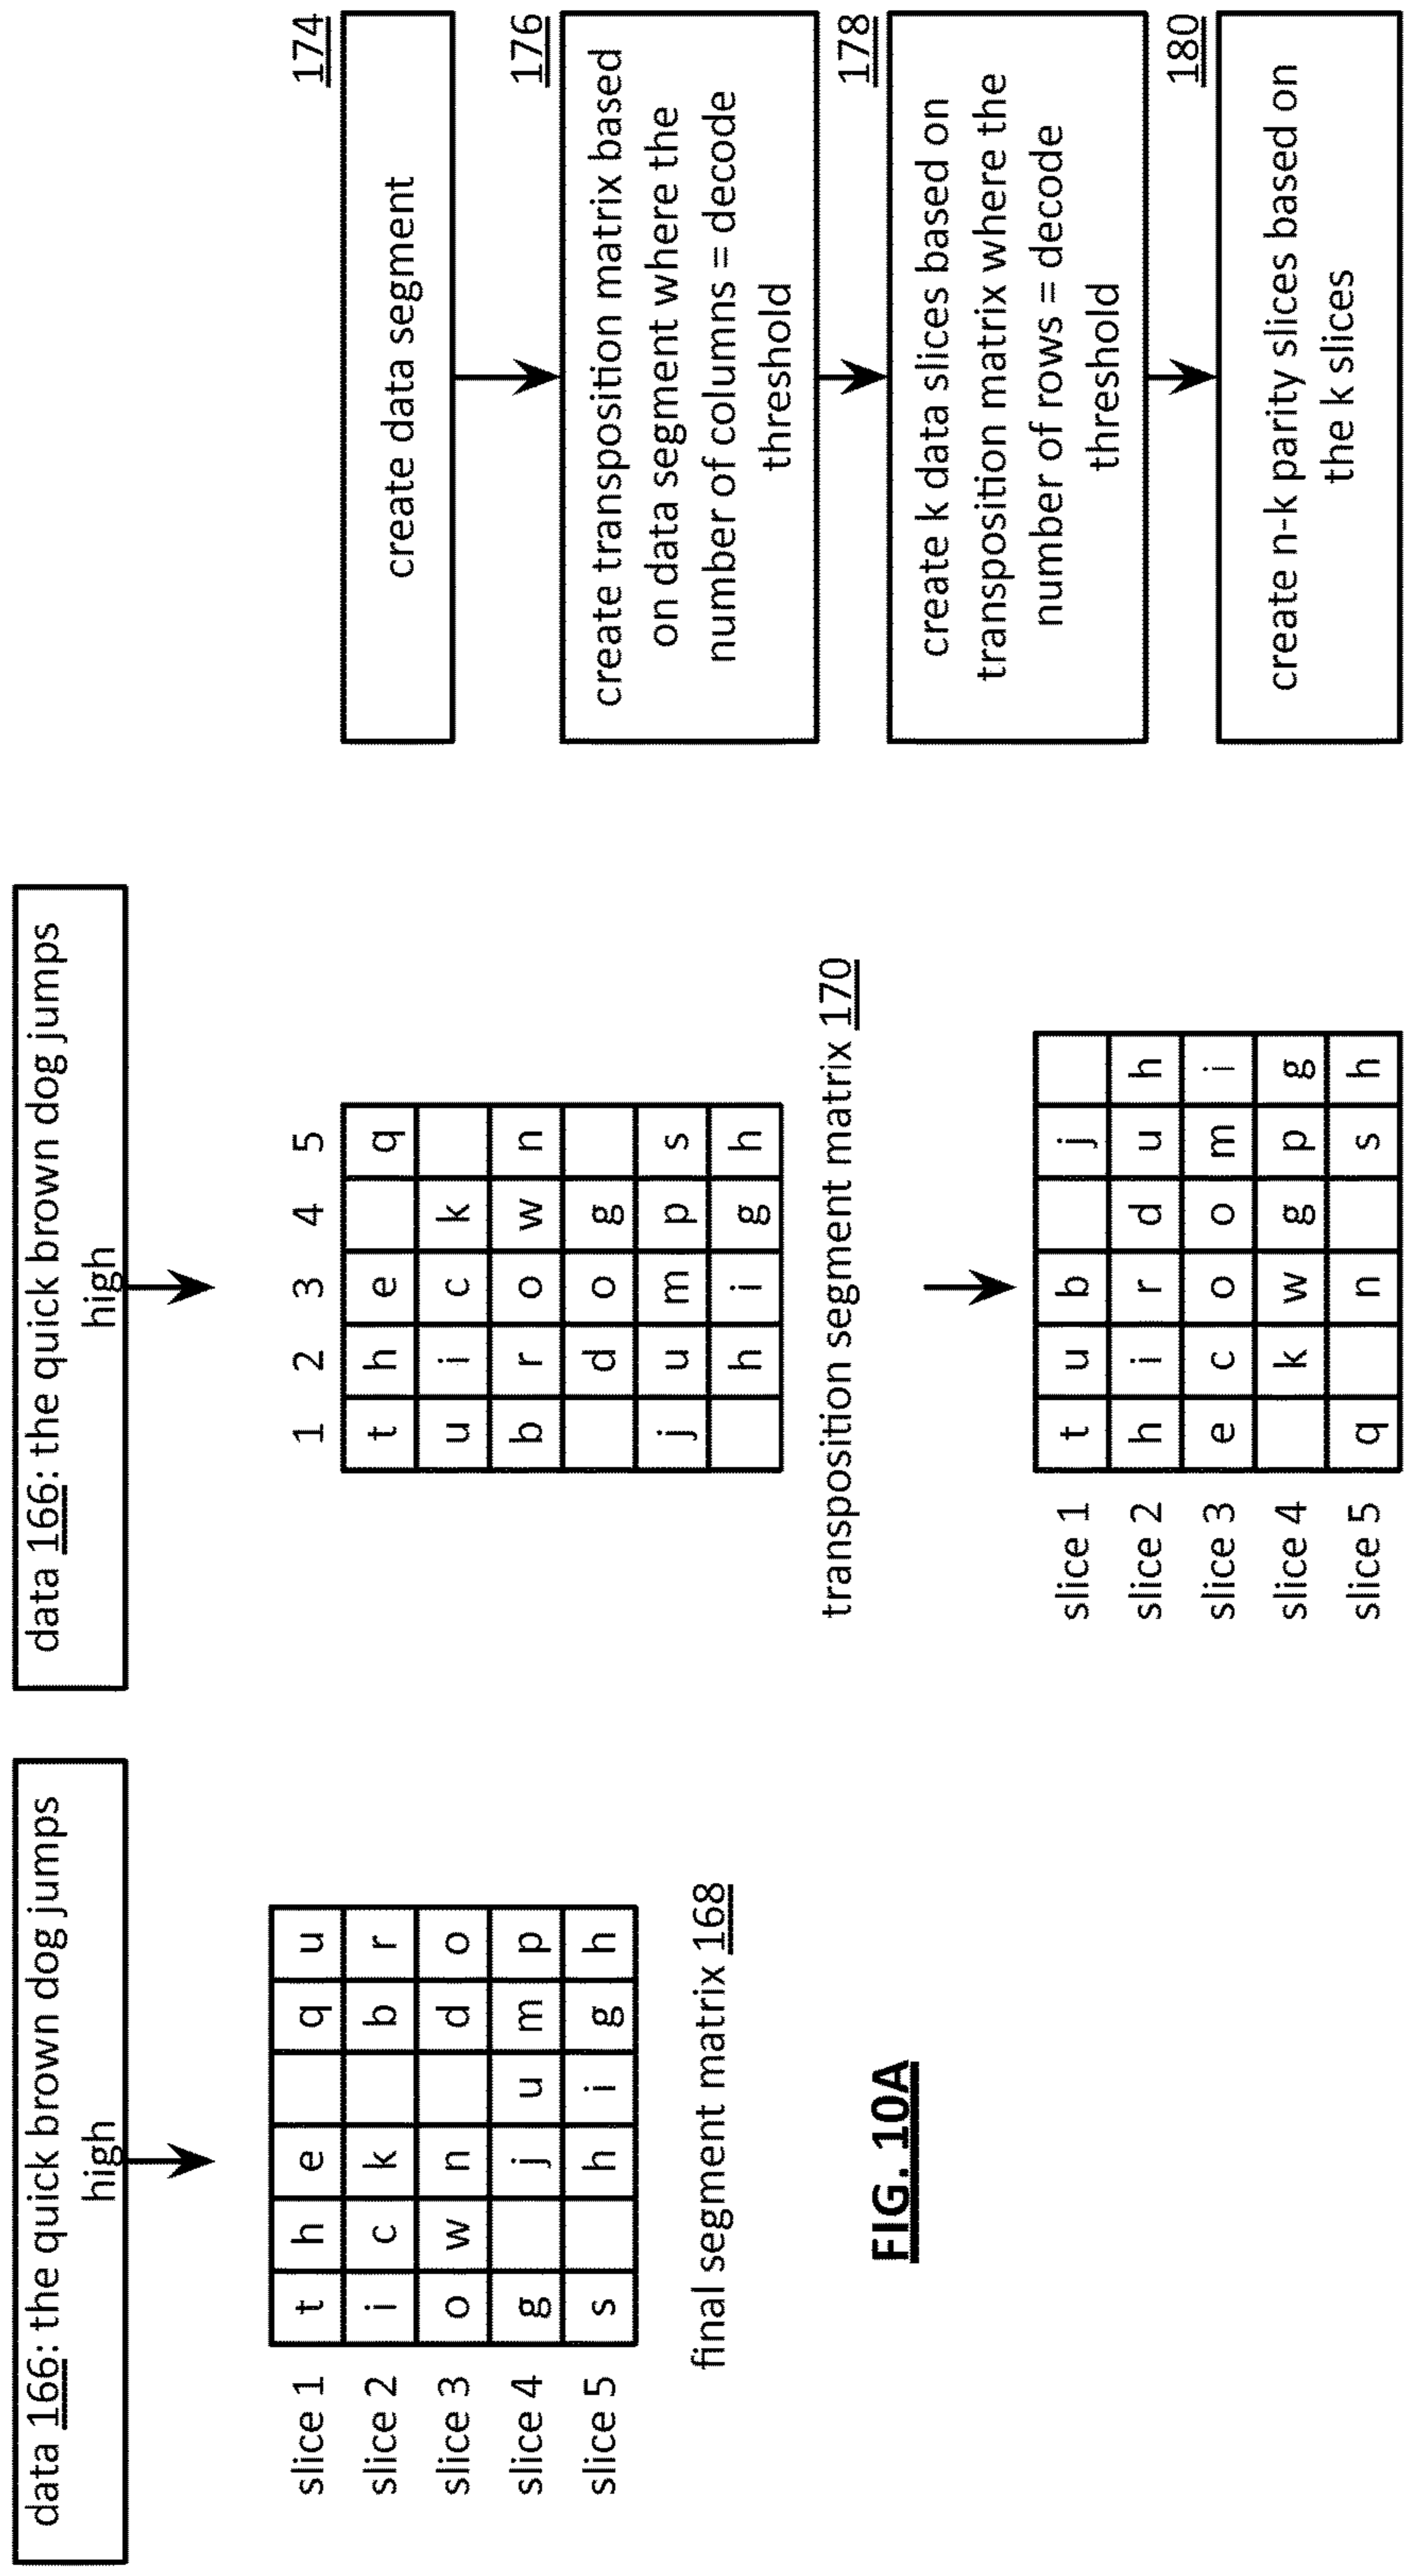 data 166: the quick brown dog jumps
high
slice 1 t h e q u
slice 2 i c k b r
slice 3 o w n d o
slice 4 g j u m p
slice 5 s h i g h
final segment matrix 168
FIG. 10A
data 166: the quick brown dog jumps
high
1 2 3 4 5
t h e q
u i c k
b r o w n
d o g
j u m p s
h i g h
transposition segment matrix 170
slice 1 t u b j
slice 2 h i r d u h
slice 3 e c o o m i
slice 4 k w g p g
slice 5 q n s h
174
create data segment
176
create transposition matrix based
on data segment where the
number of columns = decode
threshold
178
create k data slices based on
transposition matrix where the
number of rows = decode
threshold
180
create n-k parity slices based on
the k slices